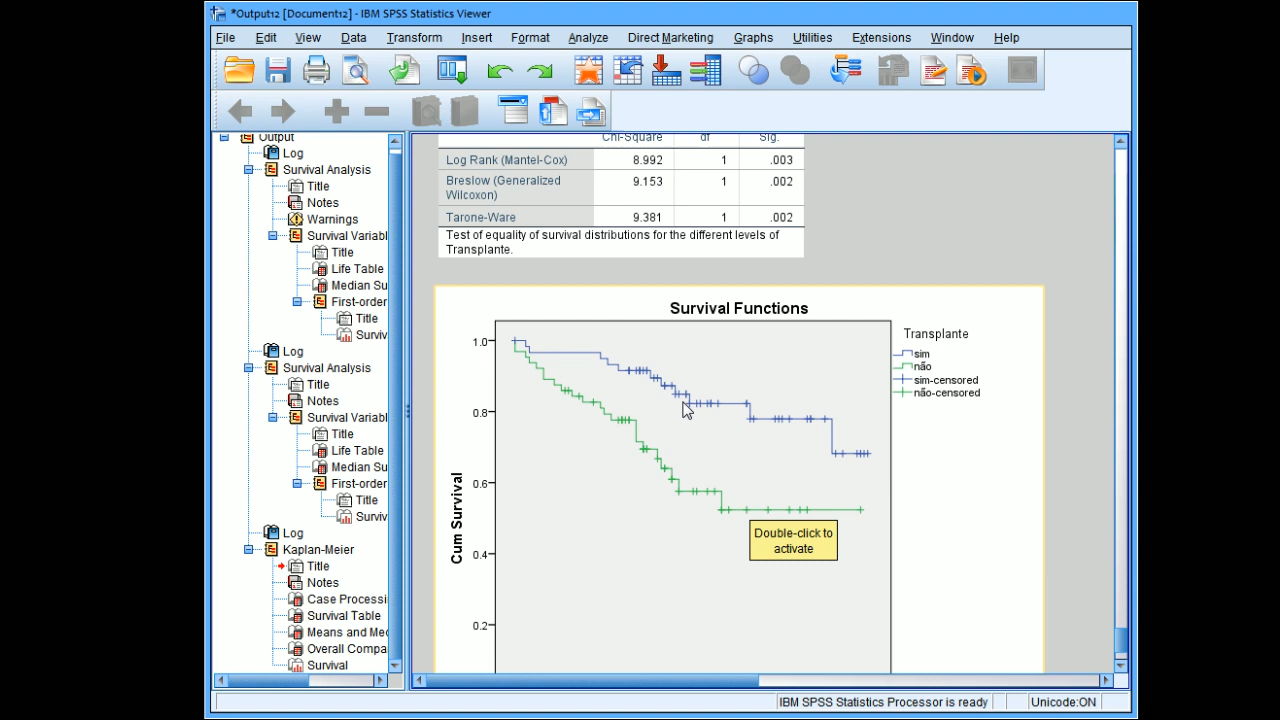 *Output12 [Document12] - IBM SPSS Statistics Viewer
File Edit View Data Transform Insert Format Analyze Direct Marketing Graphs Utilities Extensions Window Help
Output
Log
Survival Analysis
Title
Notes
Warnings
Survival Variabl
Title
Life Table
Median Su
First-order
Title
Surviv
Log
Survival Analysis
Title
Notes
Survival Variabl
Title
Life Table
Median Su
First-order
Title
Surviv
Log
Kaplan-Meier
Title
Notes
Case Processi
Survival Table
Means and Med
Overall Compa
Survival
Chi-Square df Sig.
Log Rank (Mantel-Cox) 8.992 1 .003
Breslow (Generalized
Wilcoxon) 9.153 1 .002
Tarone-Ware 9.381 1 .002
Test of equality of survival distributions for the different levels of
Transplante.
Survival Functions
Transplante
sim
não
sim-censored
não-censored
Cum Survival
1.0
0.8
0.6
0.4
0.2
Double-click to
activate
IBM SPSS Statistics Processor is ready Unicode:ON